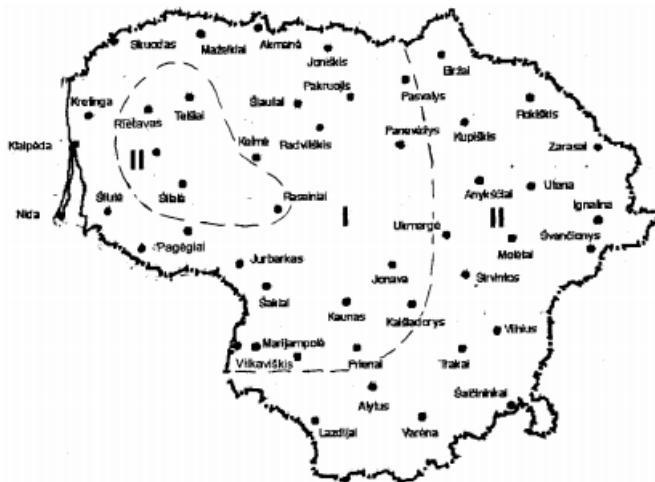 Skuodas
Mažeikiai
Akmenė
Joniškis
Biržai
Kretinga
Rietavas
Telšiai
Šiauliai
Pakruojis
Pasvalys
Rokiškis
Klaipėda
Kelmė
Radviliškis
Panevėžys
Kupiškis
Zarasai
II
Šilutė
Šilalė
Raseiniai
I
Anykščiai
Utena
II
Ignalina
Nida
Pagėgiai
Ukmergė
Molėtai
Švenčionys
Jurbarkas
Jonava
Širvintos
Šakiai
Kaunas
Kaišiadorys
Vilnius
Marijampolė
Vilkaviškis
Prienai
Trakai
Alytus
Šalčininkai
Lazdijai
Varėna